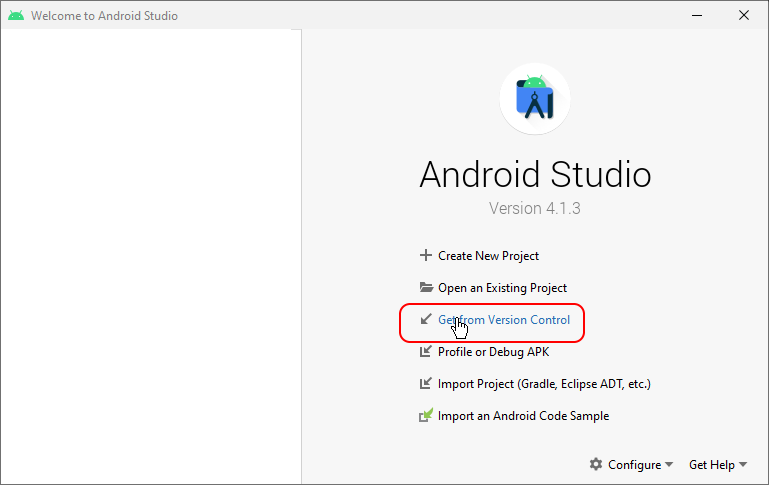 Welcome to Android Studio
Android Studio
Version 4.1.3
Create New Project
Open an Existing Project
Get from Version Control
Profile or Debug APK
Import Project (Gradle, Eclipse ADT, etc.)
Import an Android Code Sample
Configure Get Help